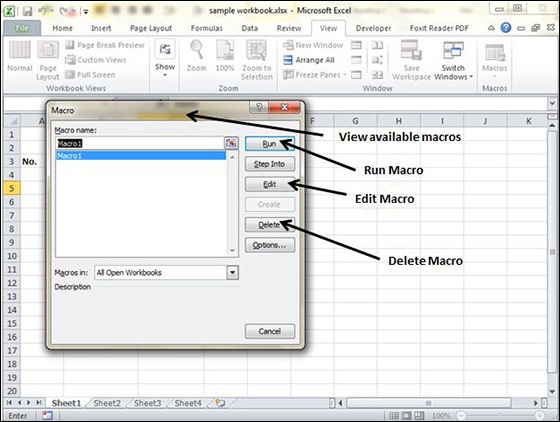 sample workbook.xlsx - Microsoft Excel
File Home Insert Page Layout Formulas Data Review View Developer Foxit Reader PDF
Normal Page Layout Page Break Preview Custom Views Full Screen Show Zoom 100% Zoom to Selection New Window Arrange All Freeze Panes Save Workspace Switch Windows Macros
Workbook Views Zoom Window Macros
Macro
Macro name:
Macro1
Macro1
Run
Step Into
Edit
Create
Delete
Options...
Macros in: All Open Workbooks
Description
Cancel
View available macros
Run Macro
Edit Macro
Delete Macro
A F G H I J
1
2
3 No.
4
5
6
7
8
9
10
11
12
13
14
15
16
17
18
19
20
Sheet1 Sheet2 Sheet3 Sheet4
Enter 100%